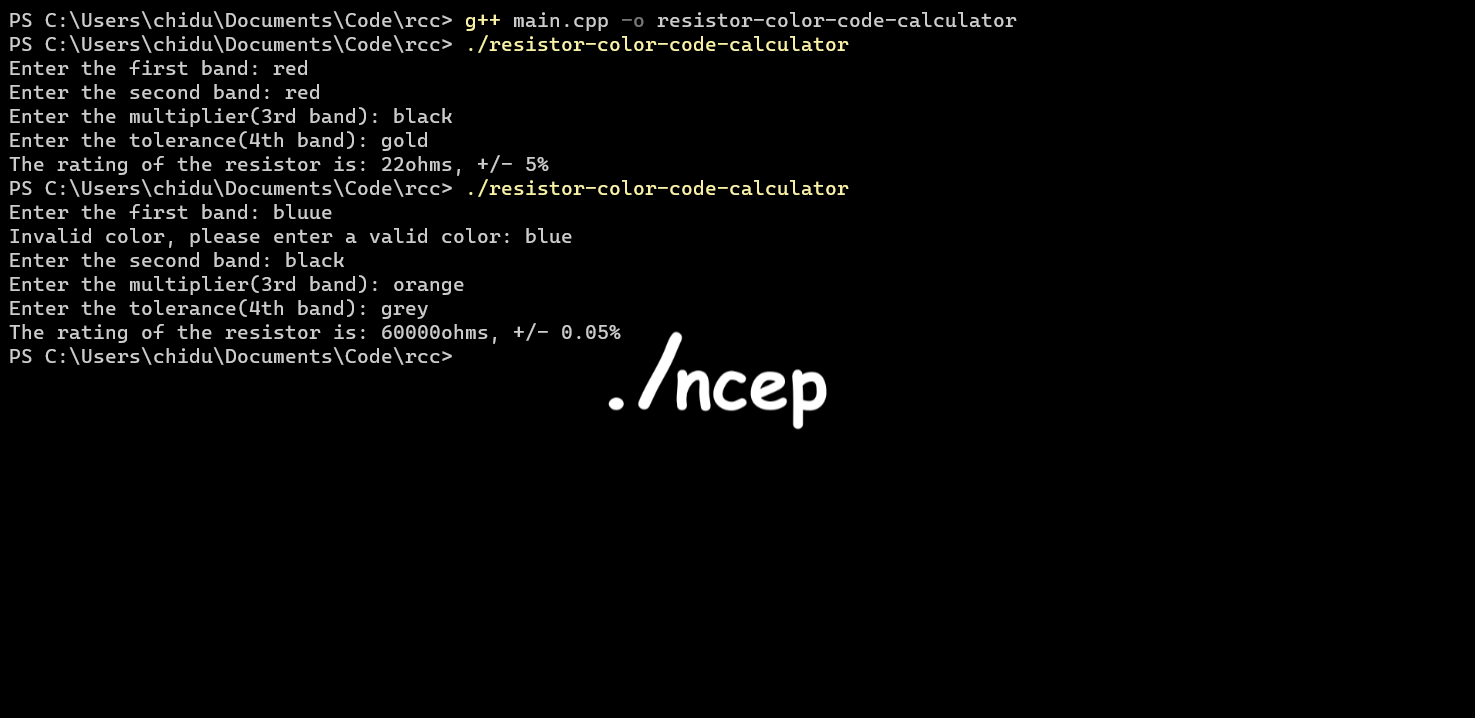 PS C:\Users\chidu\Documents\Code\rcc> g++ main.cpp -o resistor-color-code-calculator
PS C:\Users\chidu\Documents\Code\rcc> ./resistor-color-code-calculator
Enter the first band: red
Enter the second band: red
Enter the multiplier(3rd band): black
Enter the tolerance(4th band): gold
The rating of the resistor is: 22ohms, +/- 5%
PS C:\Users\chidu\Documents\Code\rcc> ./resistor-color-code-calculator
Enter the first band: bluue
Invalid color, please enter a valid color: blue
Enter the second band: black
Enter the multiplier(3rd band): orange
Enter the tolerance(4th band): grey
The rating of the resistor is: 60000ohms, +/- 0.05%
PS C:\Users\chidu\Documents\Code\rcc>
./ncep